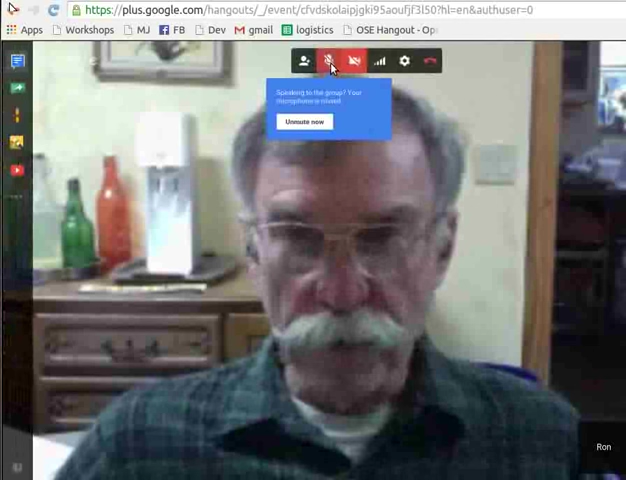 https://plus.google.com/hangouts/_/event/cfvdskolaipjgki95aoufjf3l50?hl=en&authuser=0
Apps Workshops MJ FB Dev gmail logistics OSE Hangout - Op
Speaking to the group? Your
microphone is muted.
Unmute now
Ron